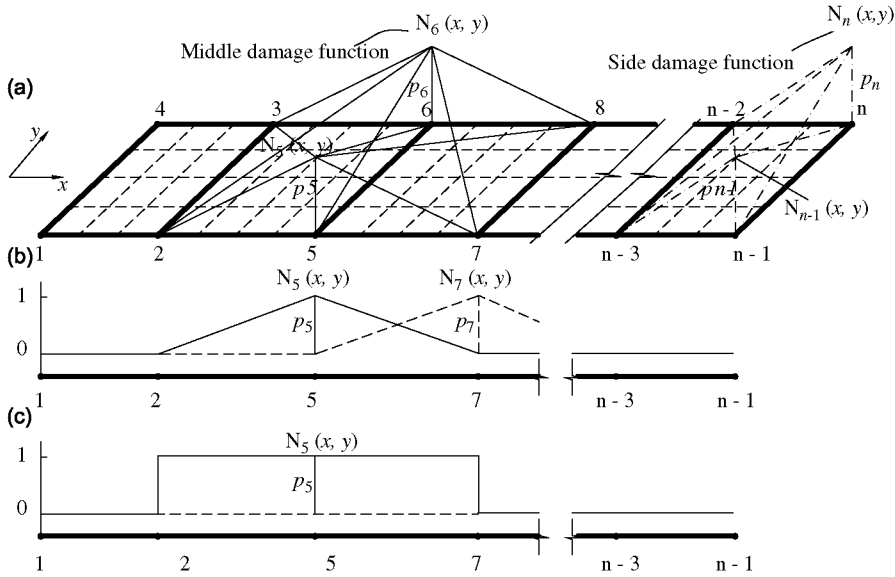 N6 (x, y)
Nn (x,y)
Middle damage function
Side damage function
(a)
p6
pn
4
3
6
8
n - 2
n
y
x
N5 (x, y)
p5
pn-1
Nn-1 (x, y)
1
2
5
7
n - 3
n - 1
(b)
N5 (x, y)
N7 (x, y)
1
p5
p7
0
1
2
5
7
n - 3
n - 1
(c)
N5 (x, y)
1
p5
0
1
2
5
7
n - 3
n - 1